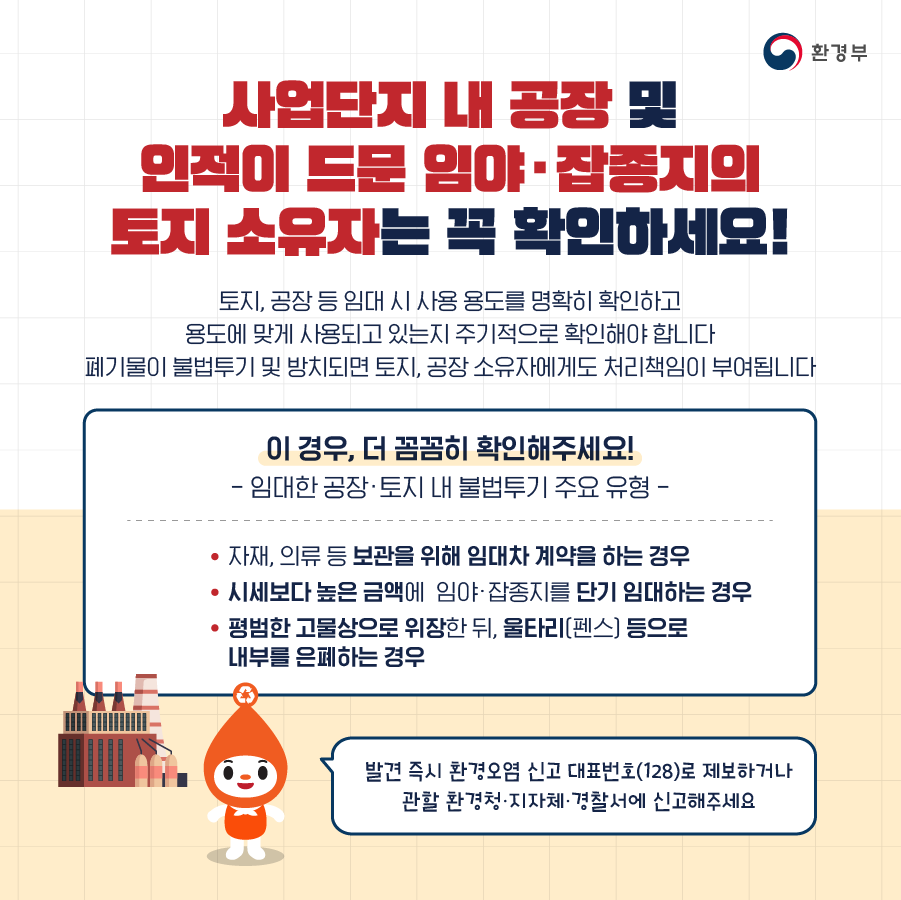 환경부
사업단지 내 공장 및
인적이 드문 임야·잡종지의
토지 소유자는 꼭 확인하세요!
토지, 공장 등 임대 시 사용 용도를 명확히 확인하고
용도에 맞게 사용되고 있는지 주기적으로 확인해야 합니다
폐기물이 불법투기 및 방치되면 토지, 공장 소유자에게도 처리책임이 부여됩니다
이 경우, 더 꼼꼼히 확인해주세요!
- 임대한 공장·토지 내 불법투기 주요 유형 -
• 자재, 의류 등 보관을 위해 임대차 계약을 하는 경우
• 시세보다 높은 금액에 임야·잡종지를 단기 임대하는 경우
• 평범한 고물상으로 위장한 뒤, 울타리(펜스) 등으로
내부를 은폐하는 경우
발견 즉시 환경오염 신고 대표번호(128)로 제보하거나
관할 환경청·지자체·경찰서에 신고해주세요